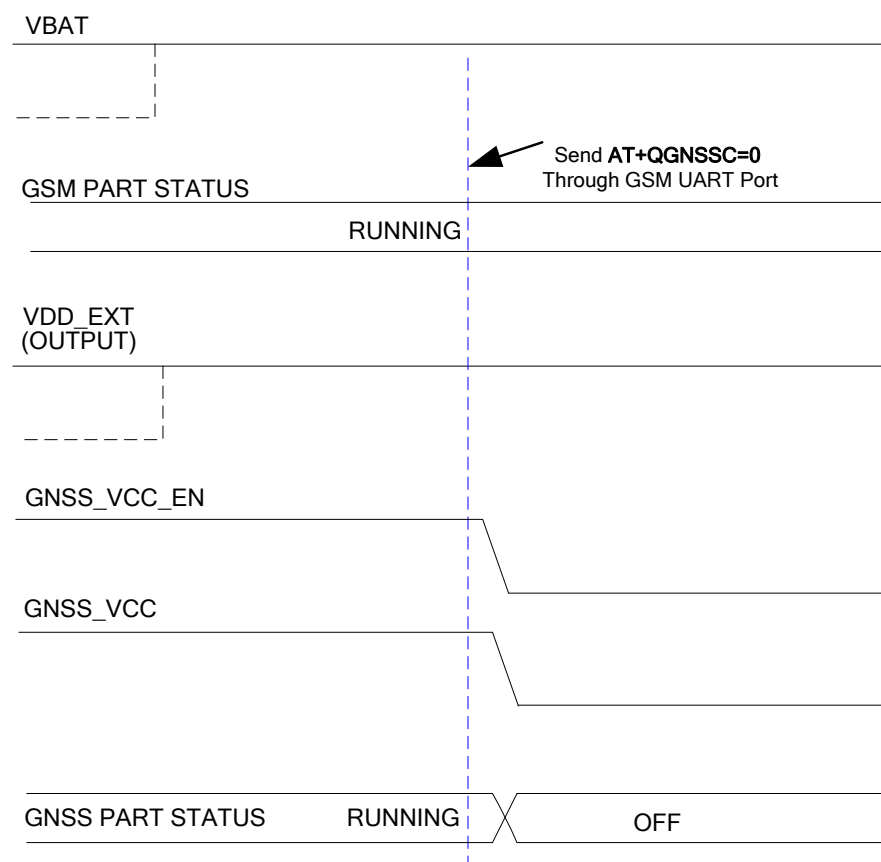 VBAT
Send AT+QGNSSC=0
Through GSM UART Port
GSM PART STATUS
RUNNING
VDD_EXT
(OUTPUT)
GNSS_VCC_EN
GNSS_VCC
GNSS PART STATUS RUNNING OFF